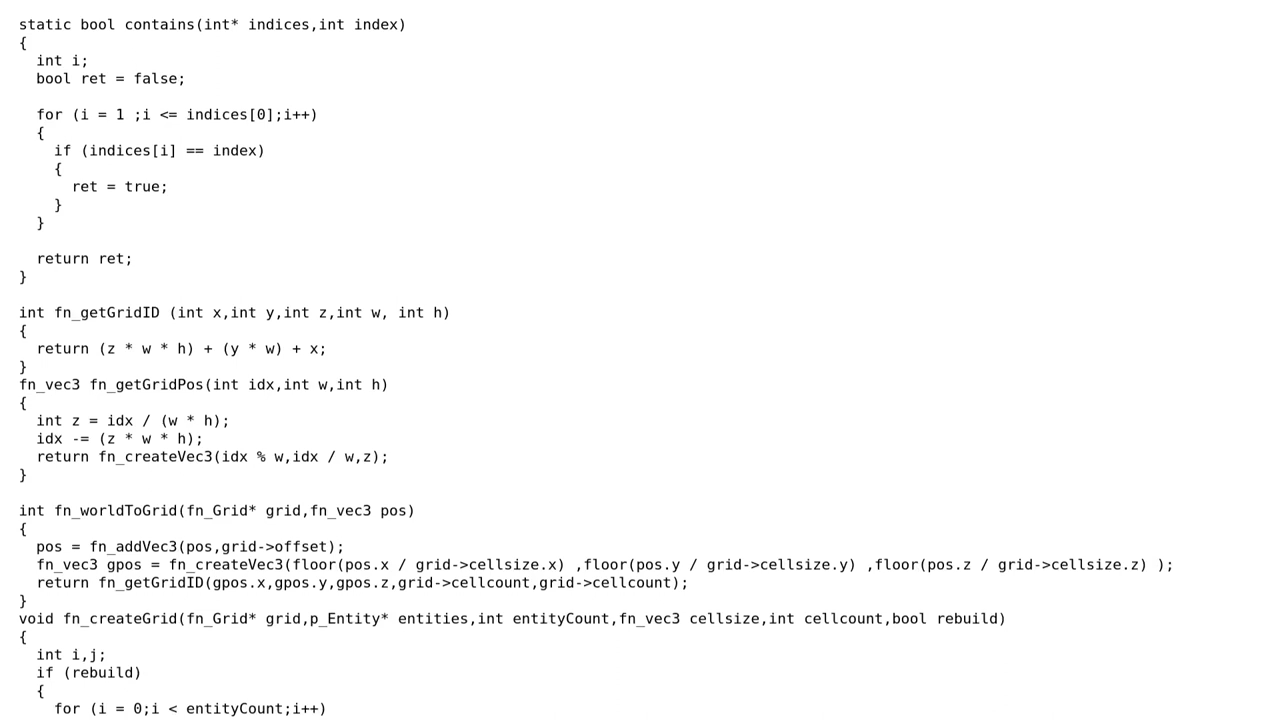 static bool contains(int* indices,int index)
{
  int i;
  bool ret = false;

  for (i = 1 ;i <= indices[0];i++)
  {
    if (indices[i] == index)
    {
      ret = true;
    }
  }

  return ret;
}

int fn_getGridID (int x,int y,int z,int w, int h)
{
  return (z * w * h) + (y * w) + x;
}
fn_vec3 fn_getGridPos(int idx,int w,int h)
{
  int z = idx / (w * h);
  idx -= (z * w * h);
  return fn_createVec3(idx % w,idx / w,z);
}

int fn_worldToGrid(fn_Grid* grid,fn_vec3 pos)
{
  pos = fn_addVec3(pos,grid->offset);
  fn_vec3 gpos = fn_createVec3(floor(pos.x / grid->cellsize.x) ,floor(pos.y / grid->cellsize.y) ,floor(pos.z / grid->cellsize.z) );
  return fn_getGridID(gpos.x,gpos.y,gpos.z,grid->cellcount,grid->cellcount);
}
void fn_createGrid(fn_Grid* grid,p_Entity* entities,int entityCount,fn_vec3 cellsize,int cellcount,bool rebuild)
{
  int i,j;
  if (rebuild)
  {
    for (i = 0;i < entityCount;i++)